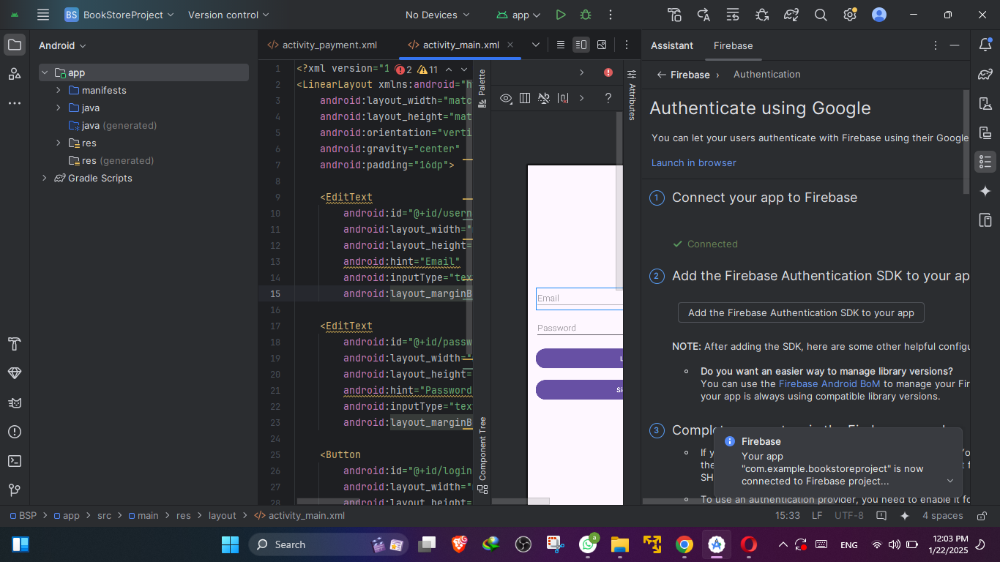 BS BookStoreProject Version control No Devices app
Android
app
manifests
java
java (generated)
res
res (generated)
Gradle Scripts
activity_payment.xml activity_main.xml
2 11
1 <?xml version="1
2 <LinearLayout xmlns:android="h
3 android:layout_width="matc
4 android:layout_height="mat
5 android:orientation="verti
6 android:gravity="center"
7 android:padding="16dp">
8
9 <EditText
10 android:id="@+id/usern
11 android:layout_width="
12 android:layout_height=
13 android:hint="Email"
14 android:inputType="tex
15 android:layout_marginB
16
17 <EditText
18 android:id="@+id/passw
19 android:layout_width="
20 android:layout_height=
21 android:hint="Password
22 android:inputType="tex
23 android:layout_marginB
24
25 <Button
26 android:id="@+id/login
27 android:layout_width="
28 android:layout_height=
Palette
Component Tree
Attributes
?
Email
Password
L
Si
Assistant Firebase
Firebase › Authentication
Authenticate using Google
You can let your users authenticate with Firebase using their Google
Launch in browser
1 Connect your app to Firebase
Connected
2 Add the Firebase Authentication SDK to your ap
Add the Firebase Authentication SDK to your app
NOTE: After adding the SDK, here are some other helpful configu
Do you want an easier way to manage library versions?
You can use the Firebase Android BoM to manage your Fir
your app is always using compatible library versions.
3
If y
the
SH
To use an authentication provider, you need to enable it fo
Firebase
Your app
"com.example.bookstoreproject" is now
connected to Firebase project...
BSP app src main res layout activity_main.xml
15:33 LF UTF-8 4 spaces
Search
a
ENG
12:03 PM
1/22/2025